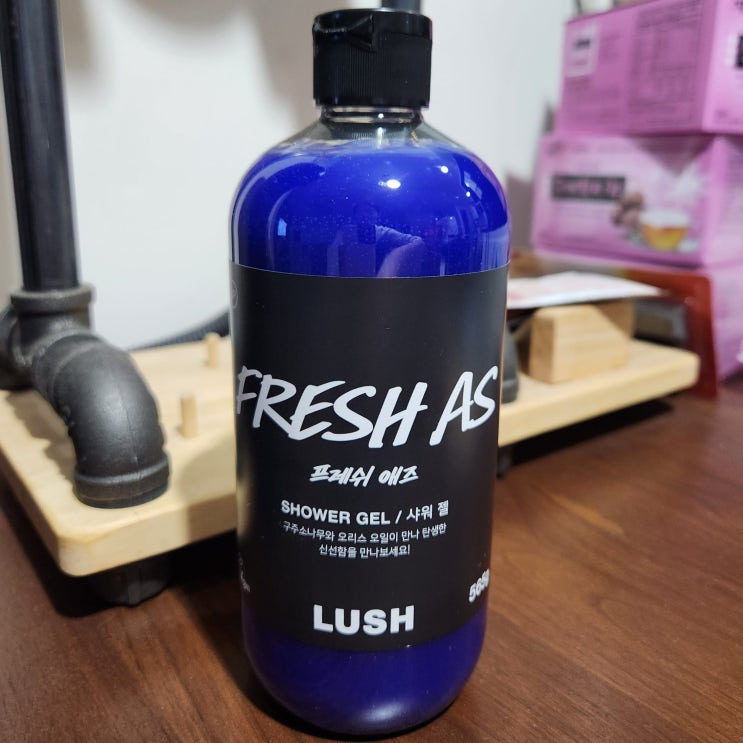 FRESH AS
프레쉬 애즈
SHOWER GEL / 샤워 젤
구주소나무와 오리스 오일이 만나 탄생한
신선함을 만나보세요!
LUSH